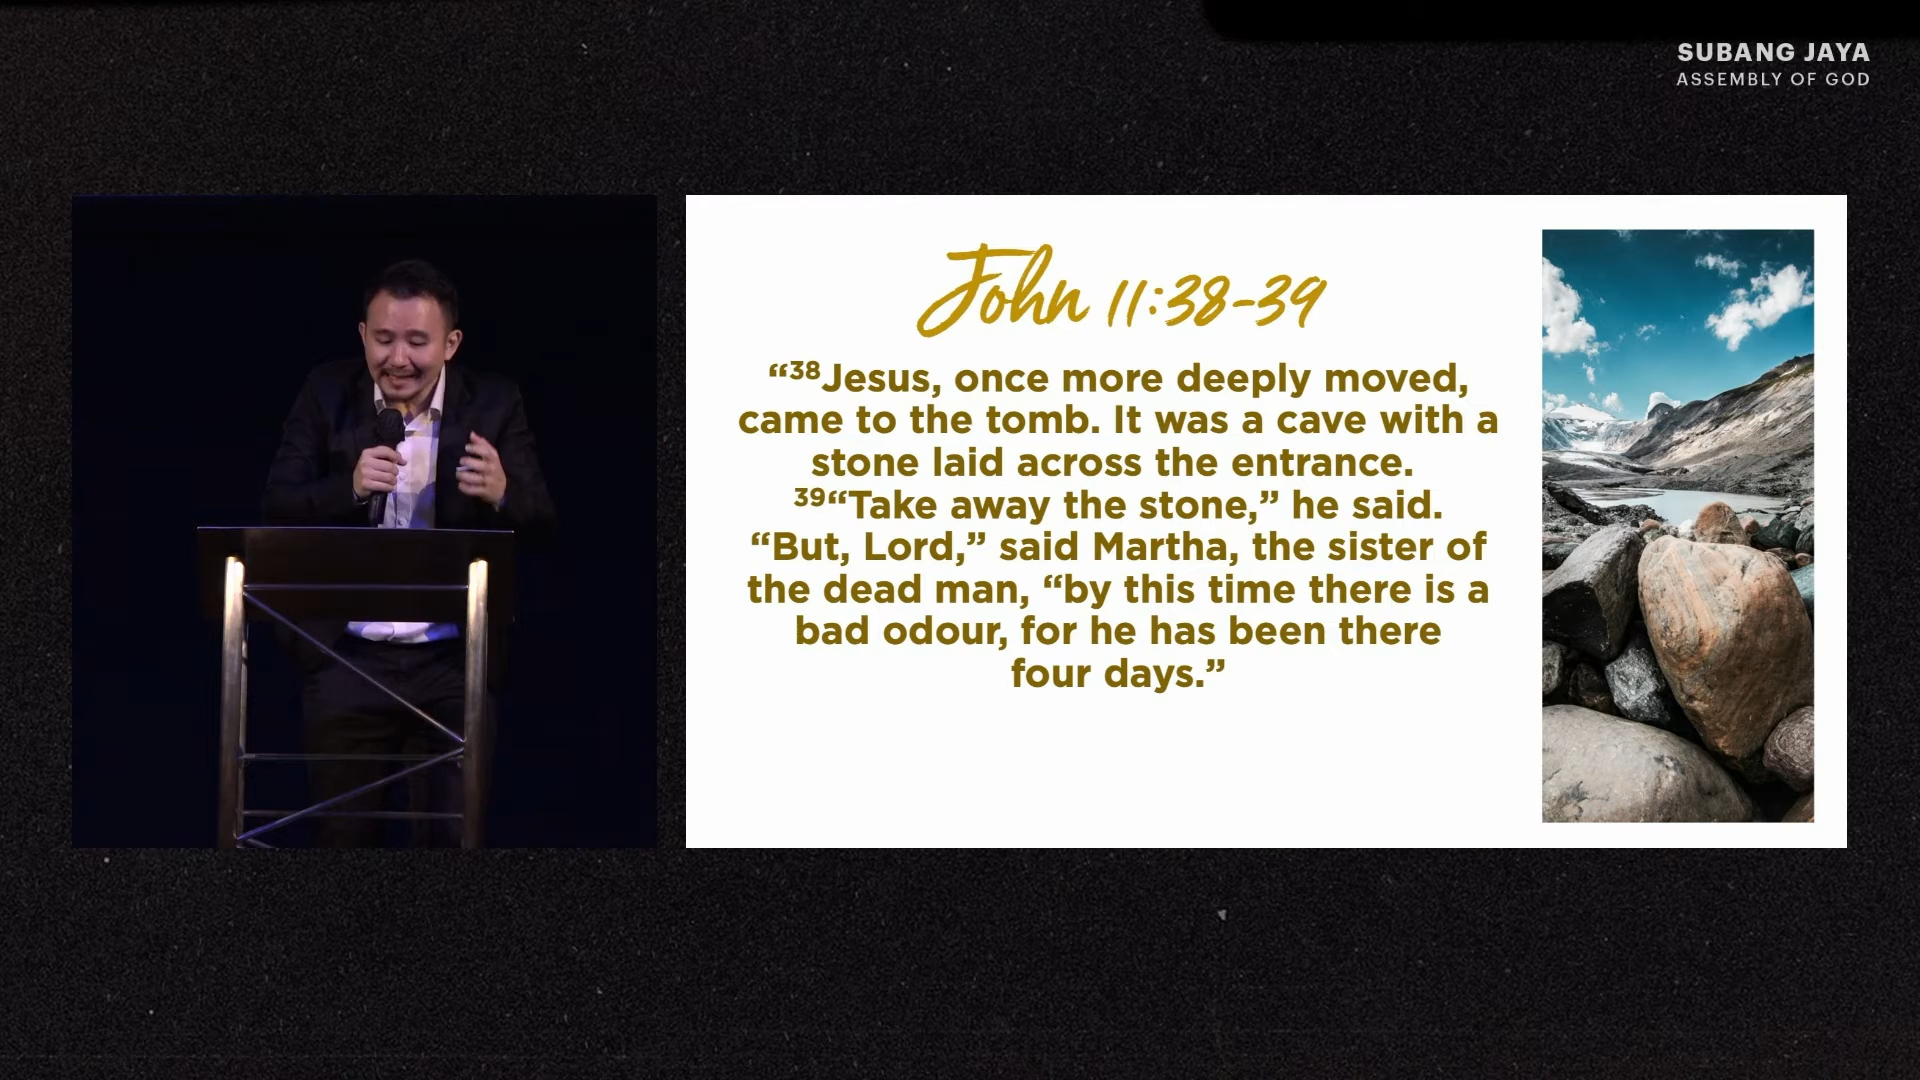 SUBANG JAYA
ASSEMBLY OF GOD
John 11:38-39
“38Jesus, once more deeply moved,
came to the tomb. It was a cave with a
stone laid across the entrance.
39“Take away the stone,” he said.
“But, Lord,” said Martha, the sister of
the dead man, “by this time there is a
bad odour, for he has been there
four days.”